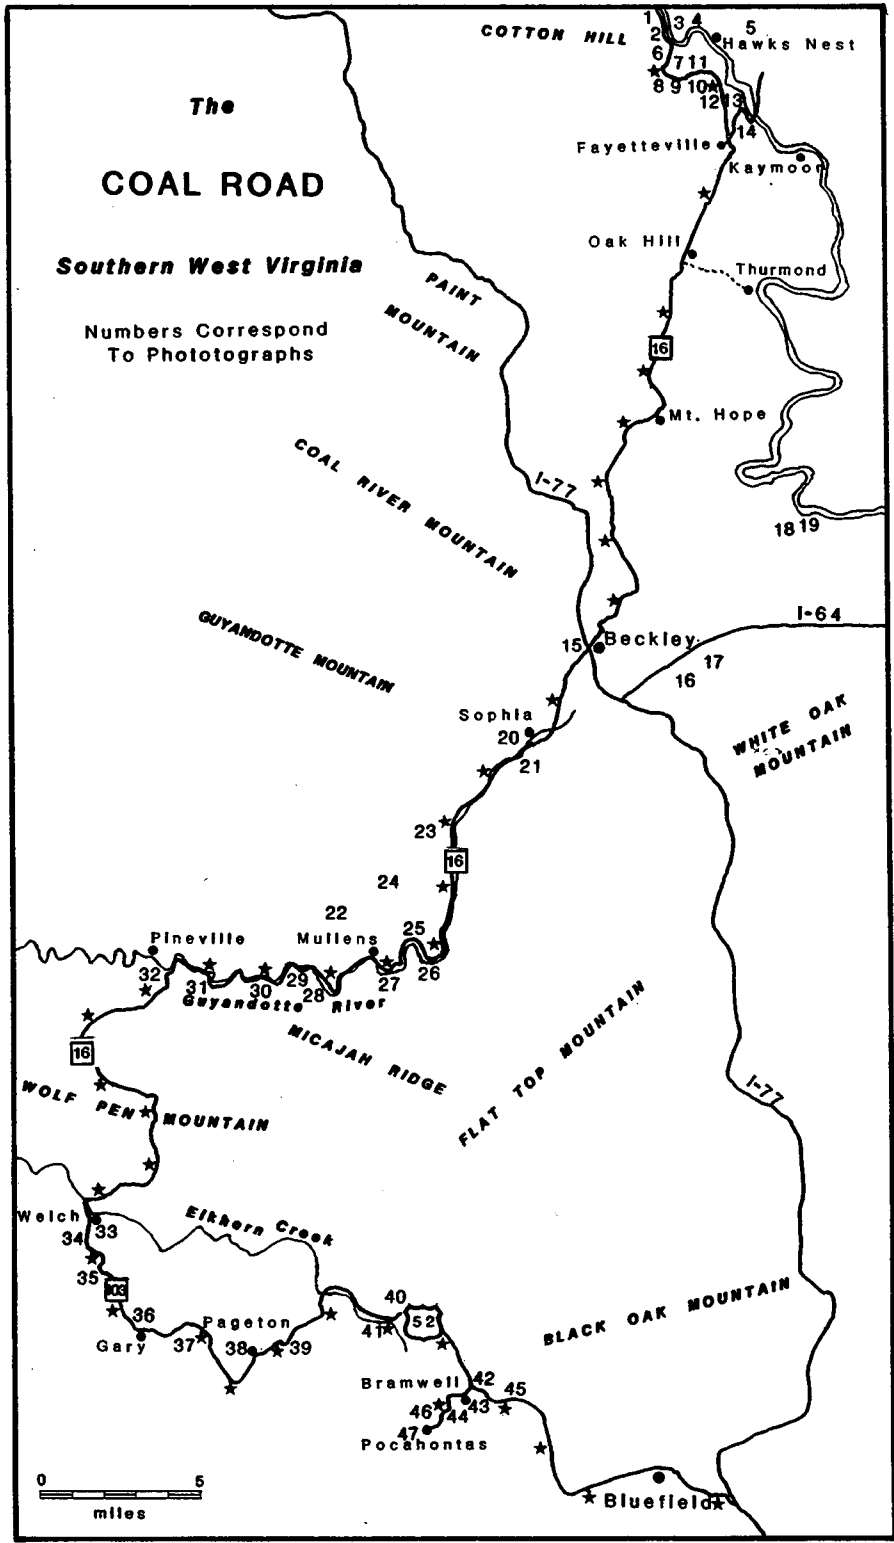 The
COAL ROAD
Southern West Virginia
Numbers Correspond
To Phototographs
COTTON HILL
1
2
3
4
5
Hawks Nest
6
7
11
8
9
10
12
13
14
Fayetteville
Kaymoor
Oak Hill
Thurmond
PAINT
MOUNTAIN
16
Mt. Hope
COAL RIVER MOUNTAIN
I-77
18
19
GUYANDOTTE MOUNTAIN
I-64
15
Beckley
17
16
Sophia
20
21
WHITE OAK
MOUNTAIN
23
16
24
22
25
Pineville
Mullens
26
27
32
31
30
29
28
Guyandotte River
16
MICAJAH RIDGE
FLAT TOP MOUNTAIN
WOLF PEN MOUNTAIN
I-77
Welch
33
34
Elkhern Creek
35
103
36
Gary
Pageton
37
38
39
40
41
52
BLACK OAK MOUNTAIN
Bramwell
42
43
45
46
44
47
Pocahontas
0 5
miles
Bluefield